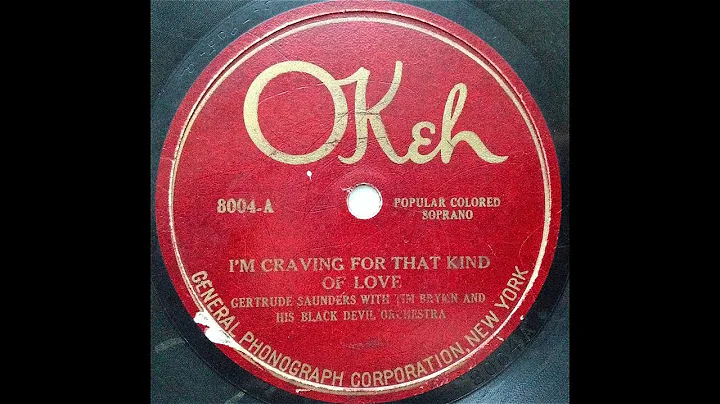 OKeh
8004-A
POPULAR COLORED
SOPRANO
I'M CRAVING FOR THAT KIND
OF LOVE
GERTRUDE SAUNDERS WITH TIM BRYMN AND
HIS BLACK DEVIL ORCHESTRA
GENERAL PHONOGRAPH CORPORATION, NEW YORK